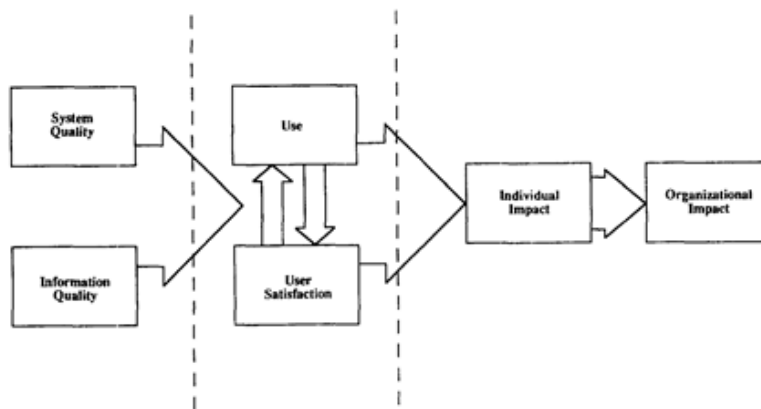 System
Quality
Use
Individual
Impact
Organizational
Impact
Information
Quality
User
Satisfaction